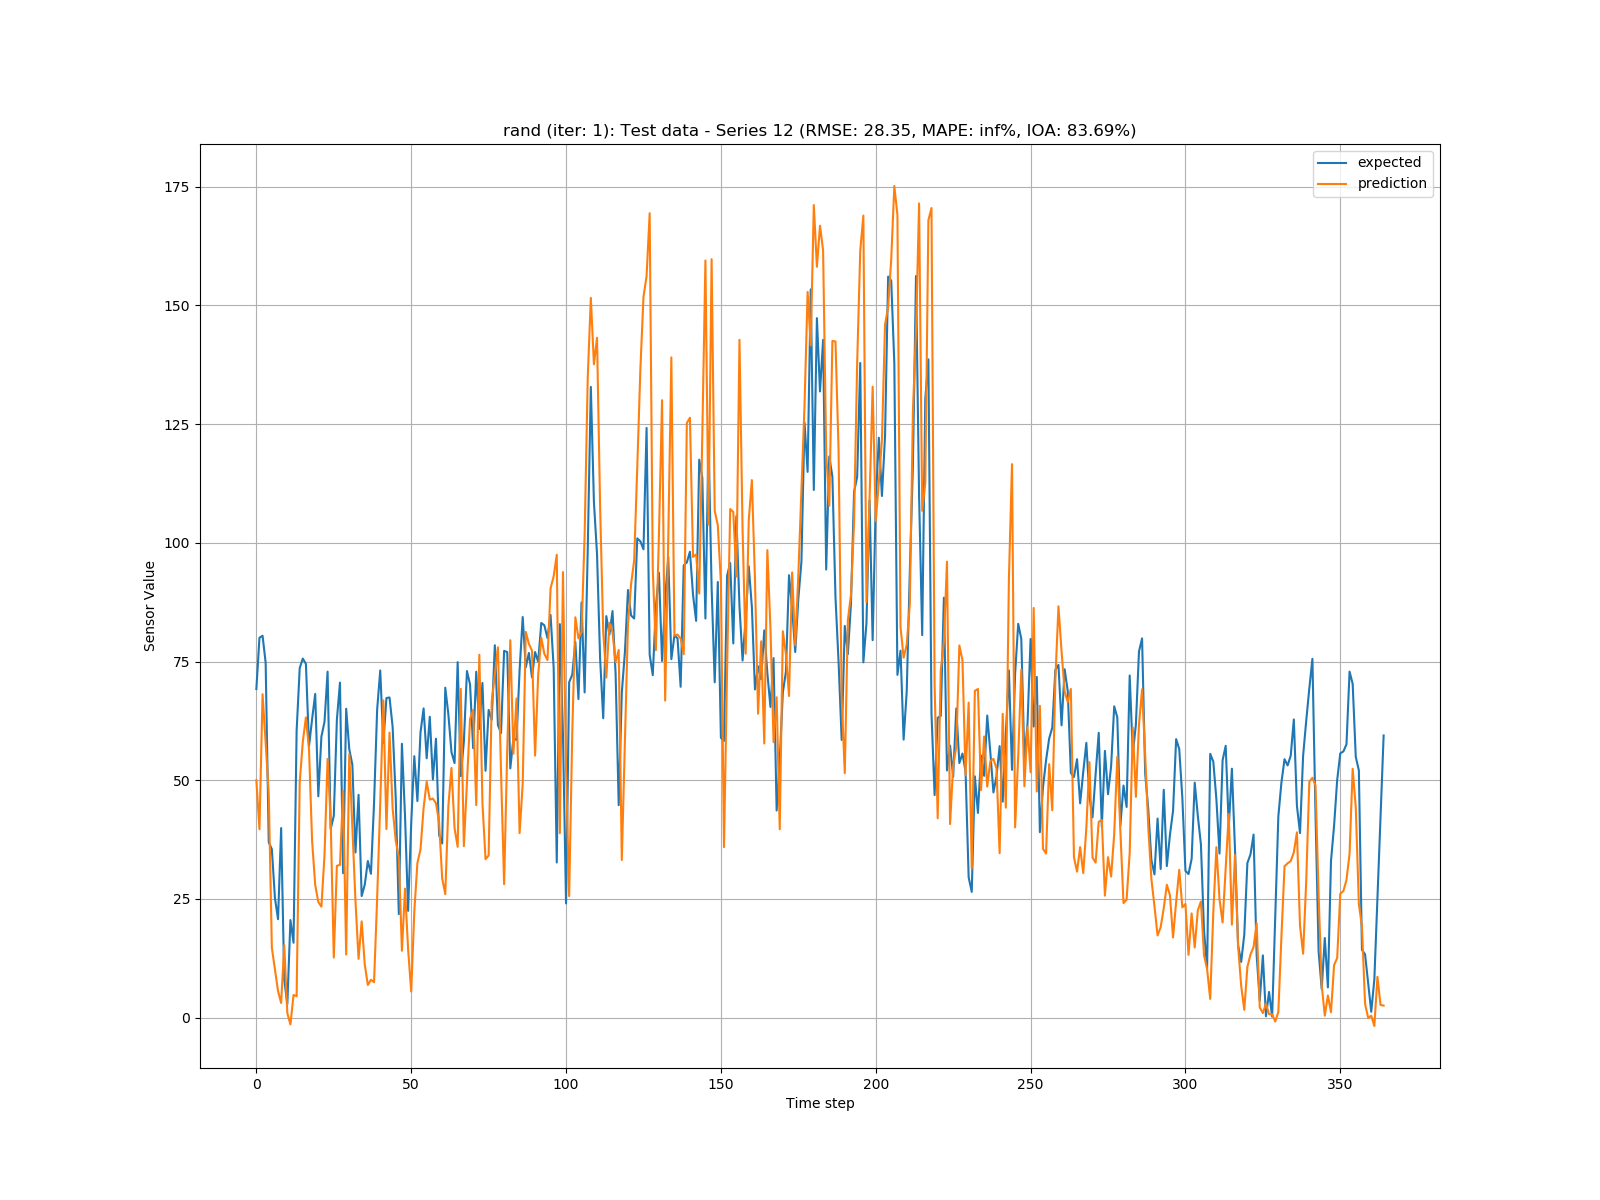 rand (iter: 1): Test data - Series 12 (RMSE: 28.35, MAPE: inf%, IOA: 83.69%)
expected
prediction
175
150
125
100
75
50
25
0
Sensor Value
0 50 100 150 200 250 300 350
Time step